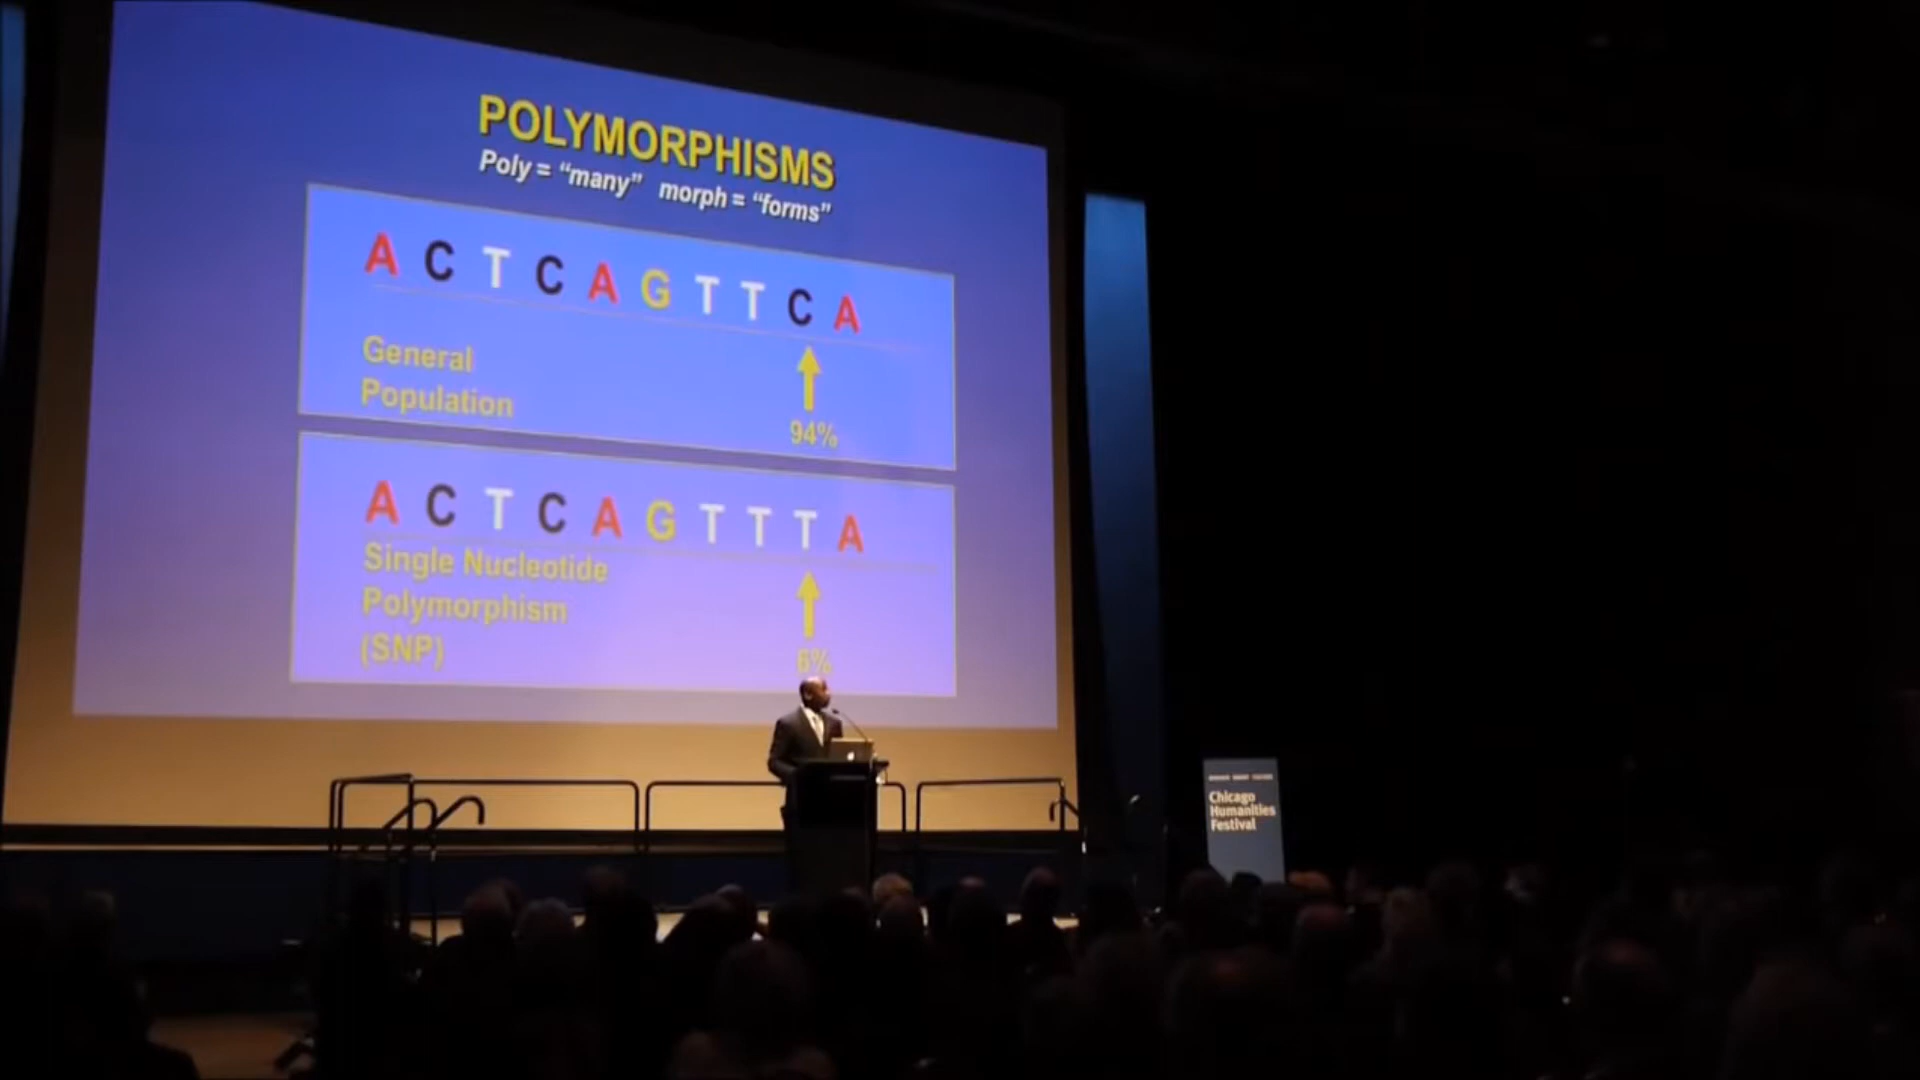 POLYMORPHISMS
Poly = “many” morph = “forms”
A C T C A G T T C A
General
Population
94%
A C T C A G T T T A
Single Nucleotide
Polymorphism
(SNP)
6%
Chicago
Humanities
Festival